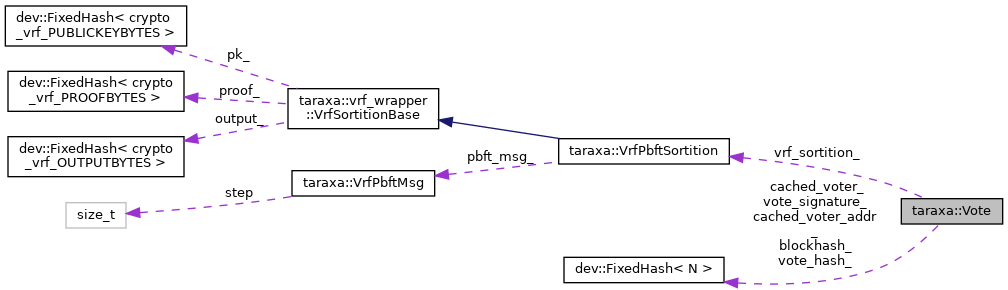 dev::FixedHash< crypto
_vrf_PUBLICKEYBYTES >
pk_
dev::FixedHash< crypto
_vrf_PROOFBYTES >
proof_
taraxa::vrf_wrapper
::VrfSortitionBase
output_
dev::FixedHash< crypto
_vrf_OUTPUTBYTES >
taraxa::VrfPbftSortition
vrf_sortition_
pbft_msg_
taraxa::VrfPbftMsg
step
size_t
cached_voter_
vote_signature_
cached_voter_addr
_
blockhash_
vote_hash_
taraxa::Vote
dev::FixedHash< N >